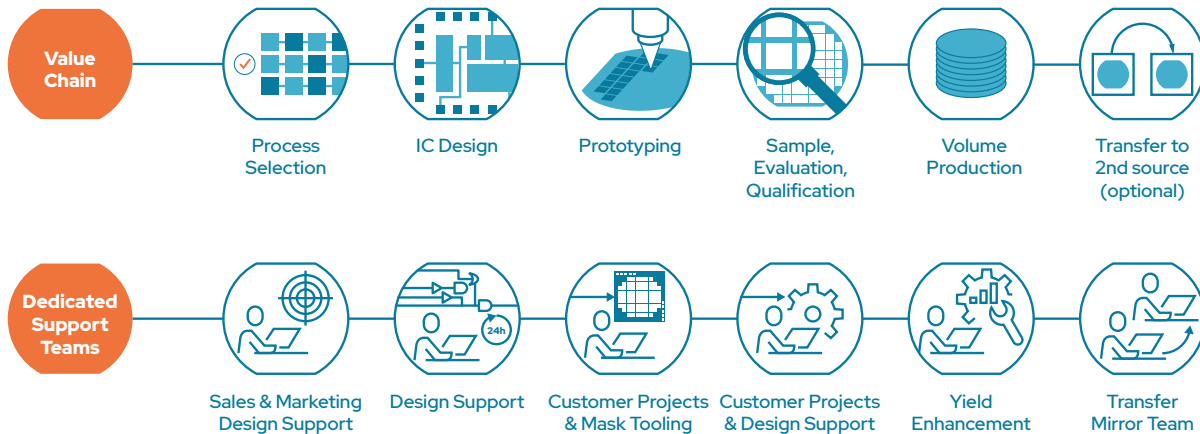 Value
Chain
Process
Selection
IC Design
Prototyping
Sample,
Evaluation,
Qualification
Volume
Production
Transfer to
2nd source
(optional)
Dedicated
Support
Teams
24h
Sales & Marketing
Design Support
Design Support
Customer Projects
& Mask Tooling
Customer Projects
& Design Support
Yield
Enhancement
Transfer
Mirror Team